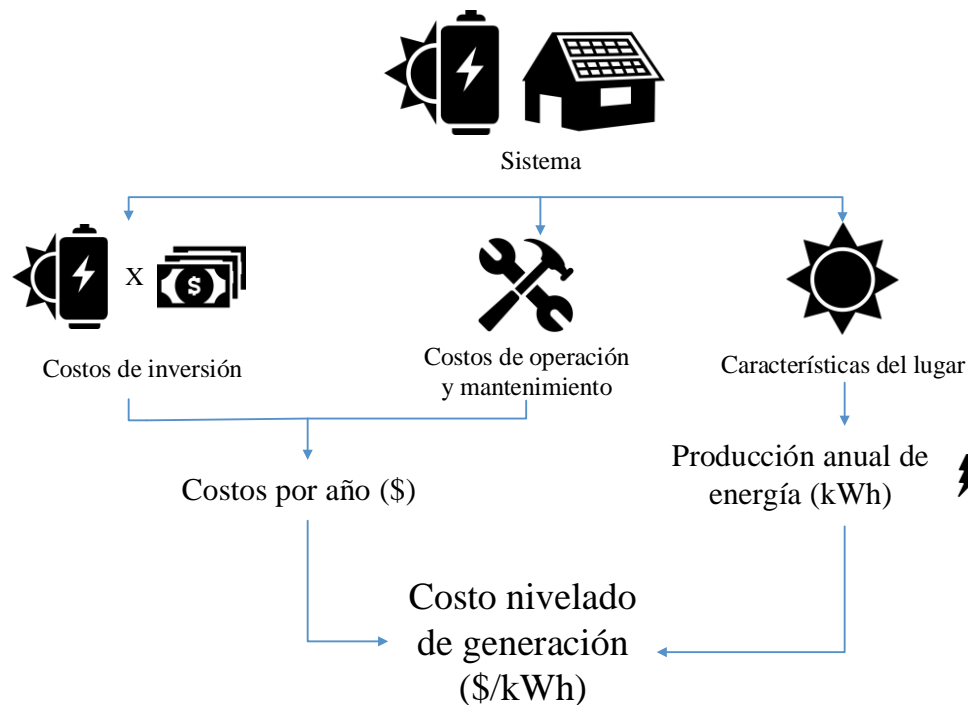 Sistema
X
$
Costos de inversión
Costos de operación
y mantenimiento
Características del lugar
Costos por año ($)
Producción anual de
energía (kWh)
Costo nivelado
de generación
($/kWh)